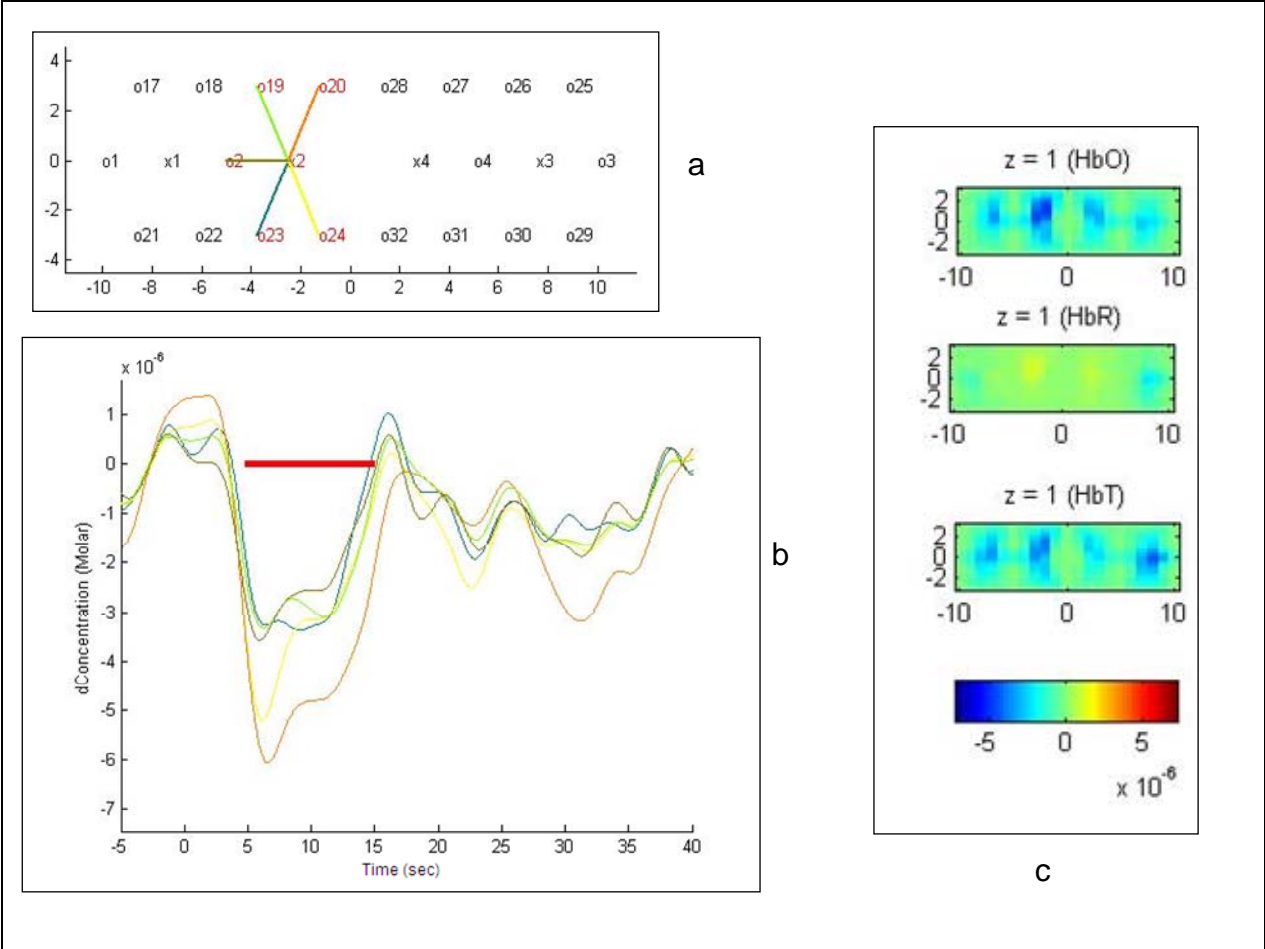 4
o17 o18 o19 o20 o28 o27 o26 o25
2
0 o1 x1 o2 x2 x4 o4 x3 o3
-2
o21 o22 o23 o24 o32 o31 o30 o29
-4
-10 -8 -6 -4 -2 0 2 4 6 8 10
a
x 10^-6
1
0
-1
-2
-3
-4
-5
-6
-7
dConcentration (Molar)
-5 0 5 10 15 20 25 30 35 40
Time (sec)
b
z = 1 (HbO)
2
0
-2
-10 0 10
z = 1 (HbR)
2
0
-2
-10 0 10
z = 1 (HbT)
2
0
-2
-10 0 10
-5 0 5
x 10^-6
c